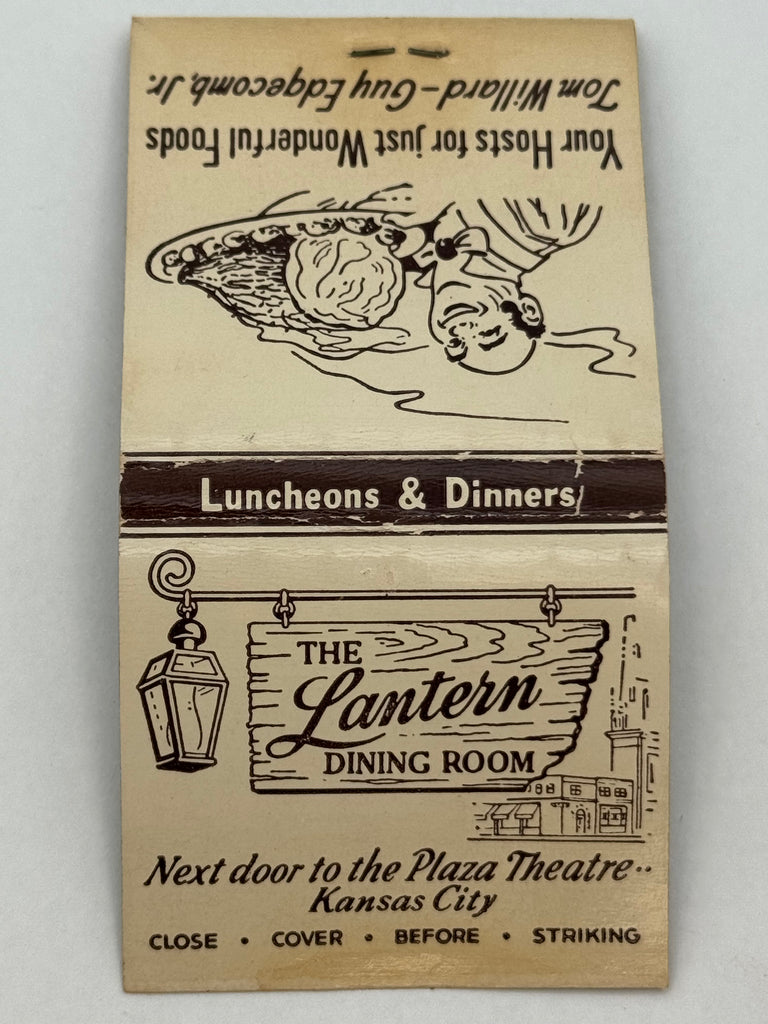 Tom Willard - Guy Edgecomb, Jr.
Your Hosts for just Wonderful Foods
Luncheons & Dinners
THE
Lantern
DINING ROOM
Next door to the Plaza Theatre..
Kansas City
CLOSE • COVER • BEFORE • STRIKING